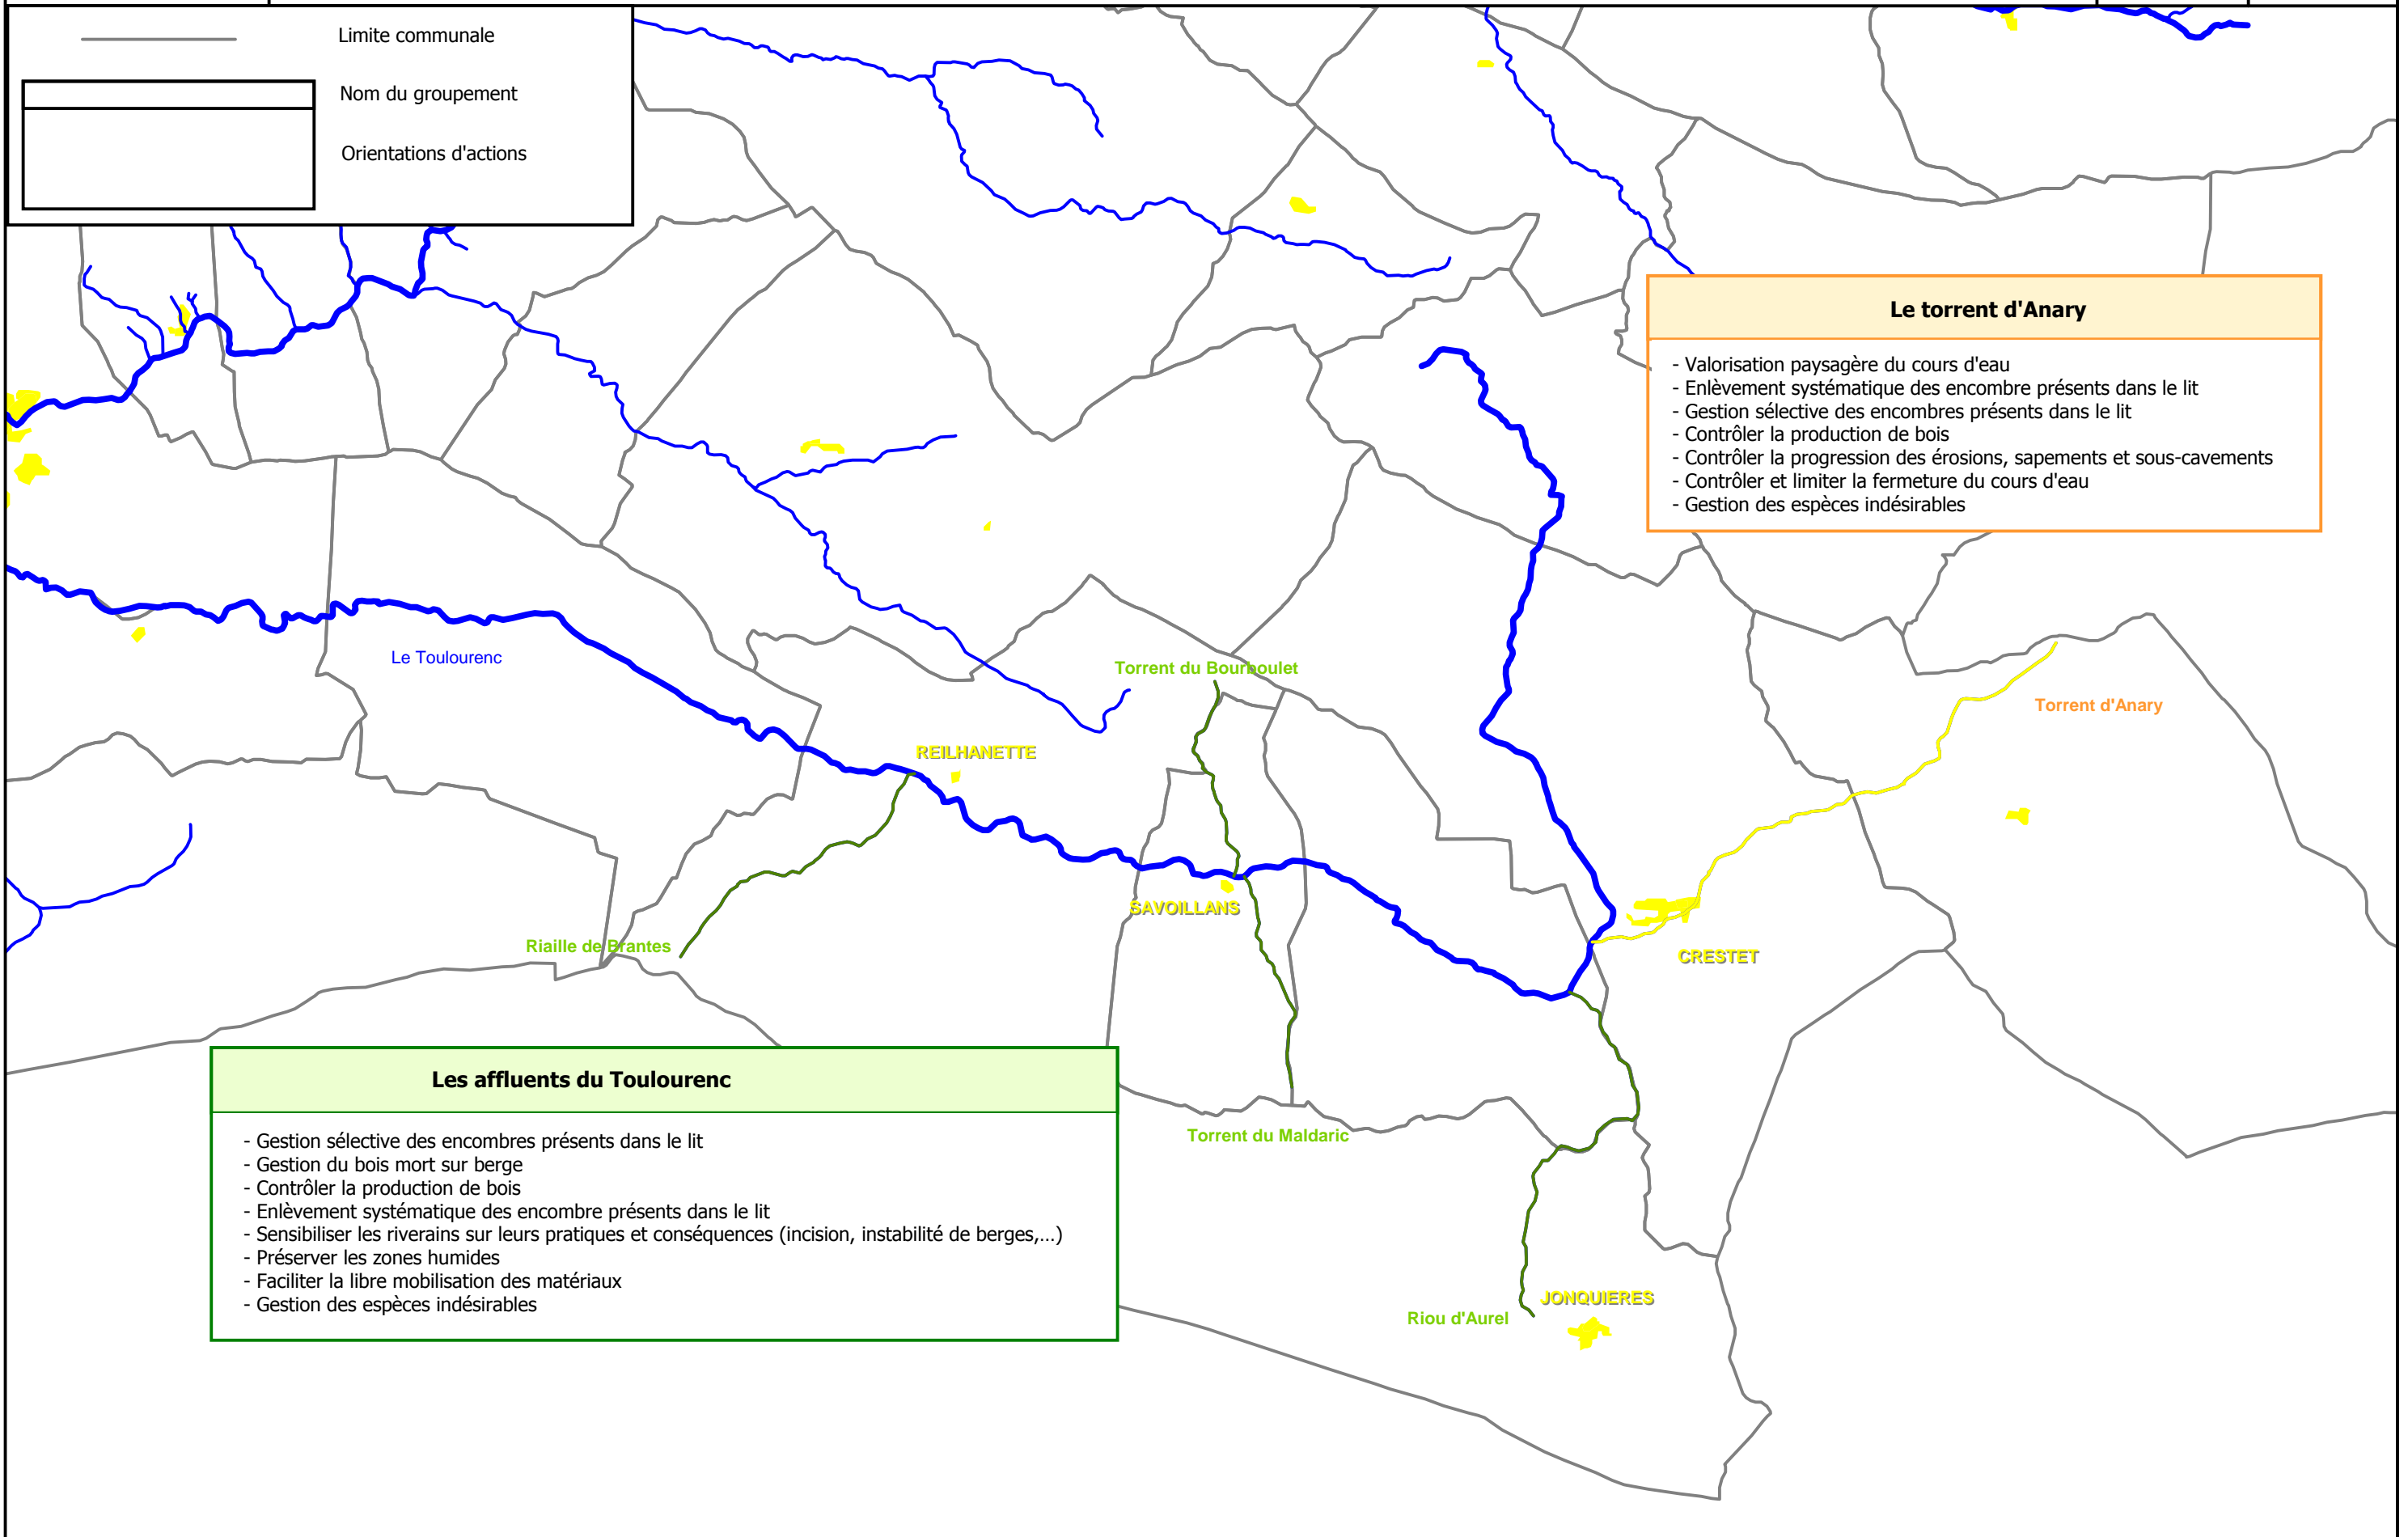 Limite communale
Nom du groupement
Orientations d'actions
Le torrent d'Anary
- Valorisation paysagère du cours d'eau
- Enlèvement systématique des encombre présents dans le lit
- Gestion sélective des encombres présents dans le lit
- Contrôler la production de bois
- Contrôler la progression des érosions, sapements et sous-cavements
- Contrôler et limiter la fermeture du cours d'eau
- Gestion des espèces indésirables
Le Toulourenc
Torrent du Bourboulet
Torrent d'Anary
REILHANETTE
SAVOILLANS
Riaille de Brantes
CRESTET
Les affluents du Toulourenc
- Gestion sélective des encombres présents dans le lit
- Gestion du bois mort sur berge
- Contrôler la production de bois
- Enlèvement systématique des encombre présents dans le lit
- Sensibiliser les riverains sur leurs pratiques et conséquences (incision, instabilité de berges,...)
- Préserver les zones humides
- Faciliter la libre mobilisation des matériaux
- Gestion des espèces indésirables
Torrent du Maldaric
JONQUIERES
Riou d'Aurel